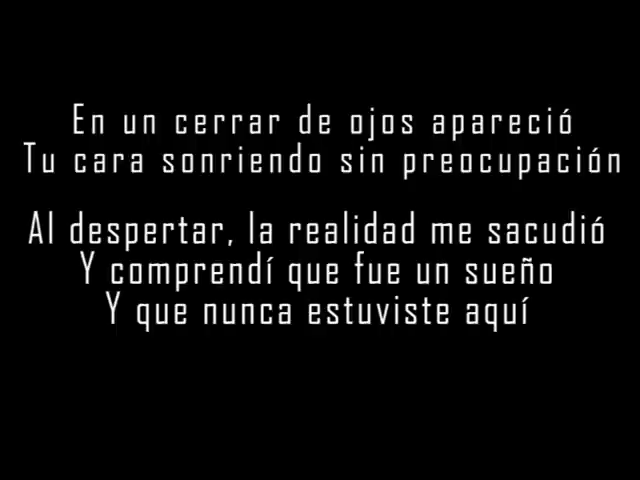 En un cerrar de ojos apareció
Tu cara sonriendo sin preocupación
Al despertar, la realidad me sacudió
Y comprendí que fue un sueño
Y que nunca estuviste aquí